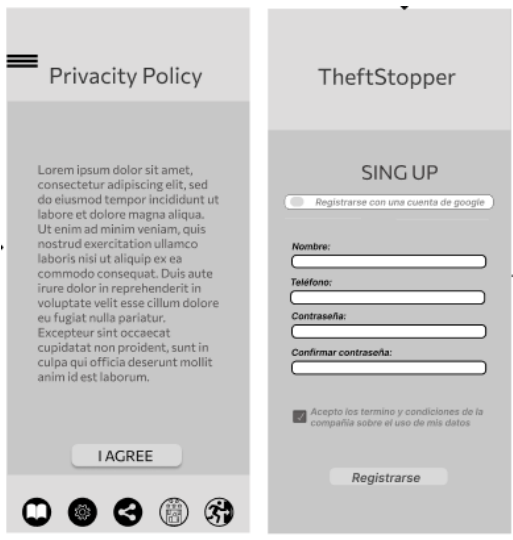 Privacity Policy
Lorem ipsum dolor sit amet,
consectetur adipiscing elit, sed
do eiusmod tempor incididunt ut
labore et dolore magna aliqua.
Ut enim ad minim veniam, quis
nostrud exercitation ullamco
laboris nisi ut aliquip ex ea
commodo consequat. Duis aute
irure dolor in reprehenderit in
voluptate velit esse cillum dolore
eu fugiat nulla pariatur.
Excepteur sint occaecat
cupidatat non proident, sunt in
culpa qui officia deserunt mollit
anim id est laborum.
I AGREE
TheftStopper
SING UP
Registrarse con una cuenta de google
Nombre:
Teléfono:
Contraseña:
Confirmar contraseña:
Acepto los termino y condiciones de la
compañia sobre el uso de mis datos
Registrarse